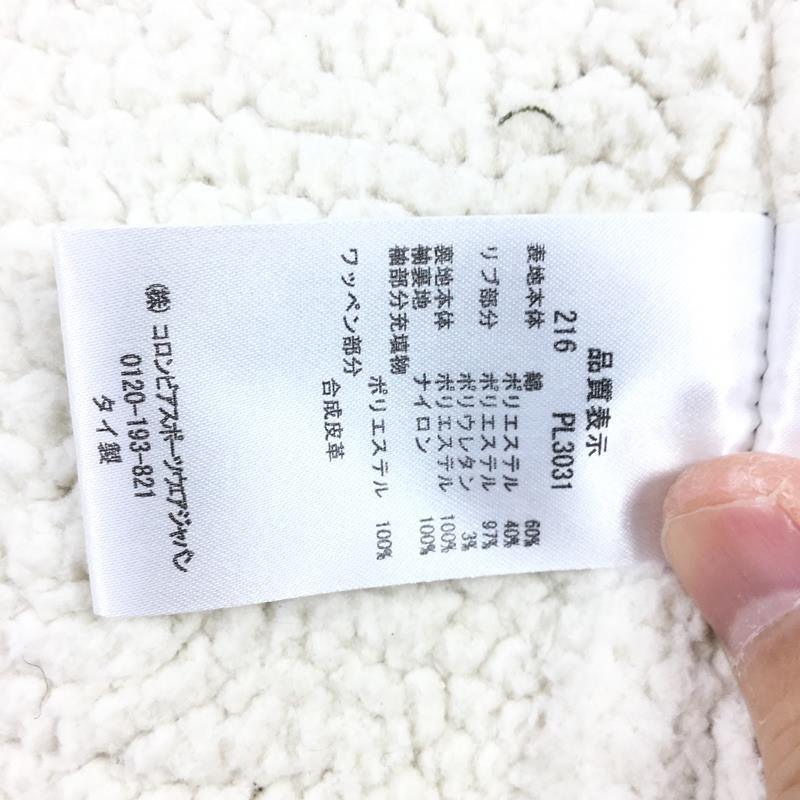 品質表示
216 PL3031
表地本体 綿 60%
ポリエステル 40%
リブ部分 ポリエステル 97%
ポリウレタン 3%
裏地本体 ポリエステル 100%
袖裏地 ナイロン 100%
袖部分充填物
ポリエステル 100%
ワッペン部分
合成皮革
(株) コロンビアスポーツウエアジャパン
0120-193-821
タイ製